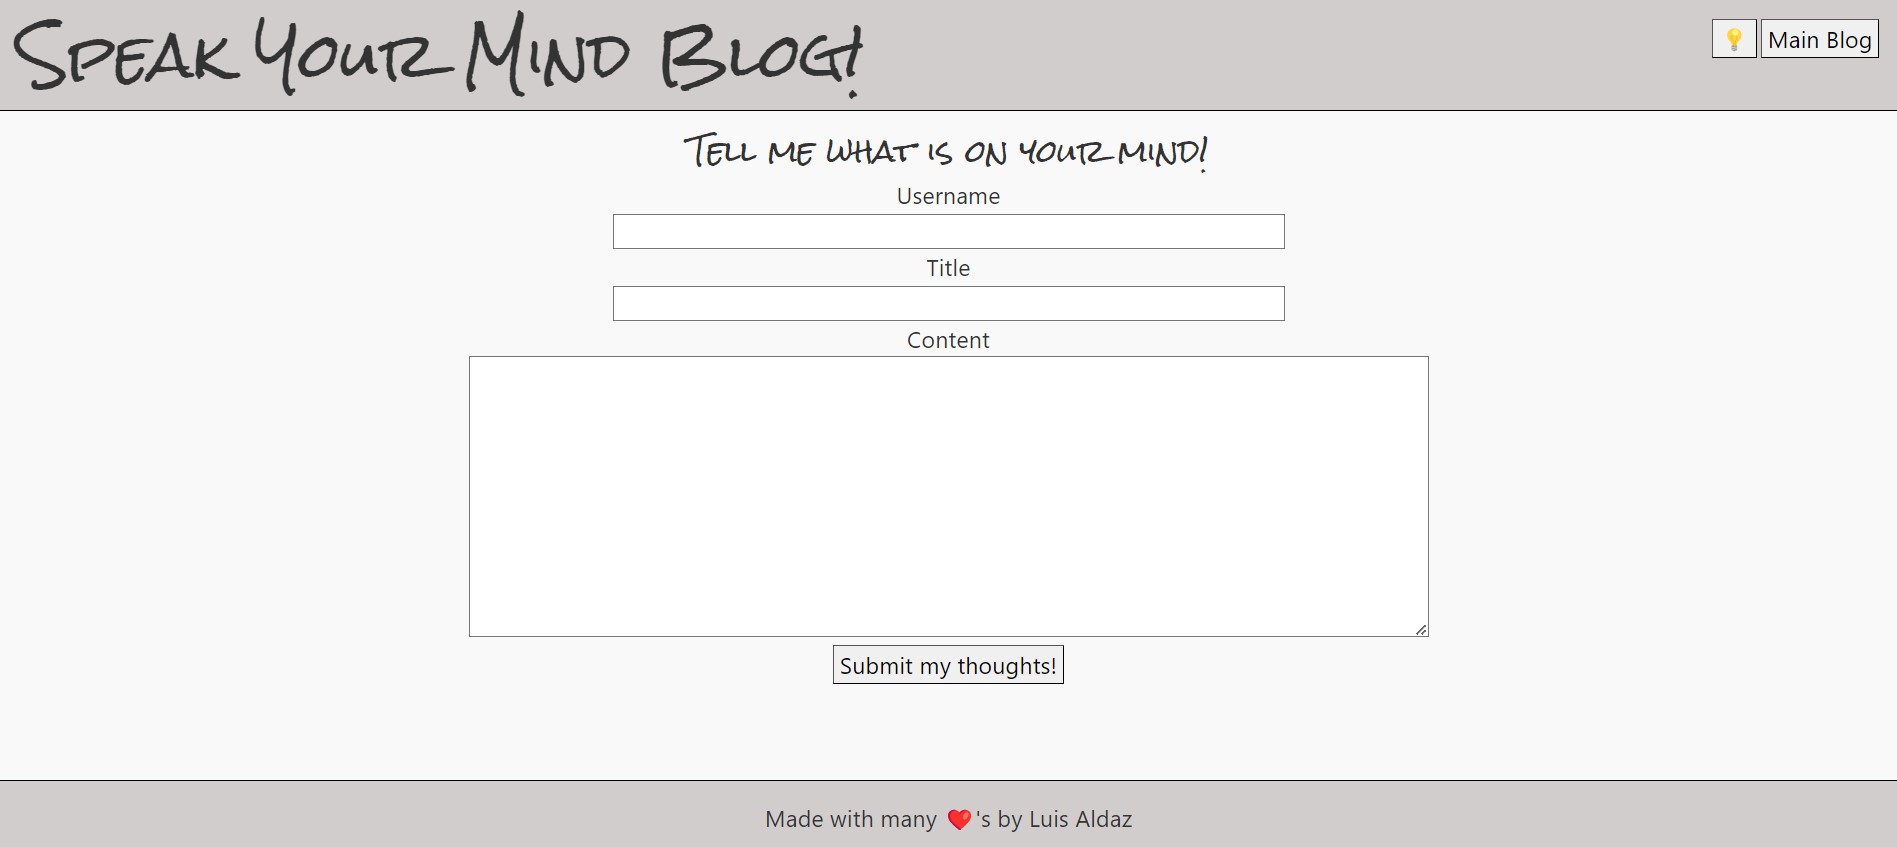 Speak Your Mind Blog!
💡 Main Blog
Tell me what is on your mind!
Username
Title
Content
Submit my thoughts!
Made with many ❤️'s by Luis Aldaz